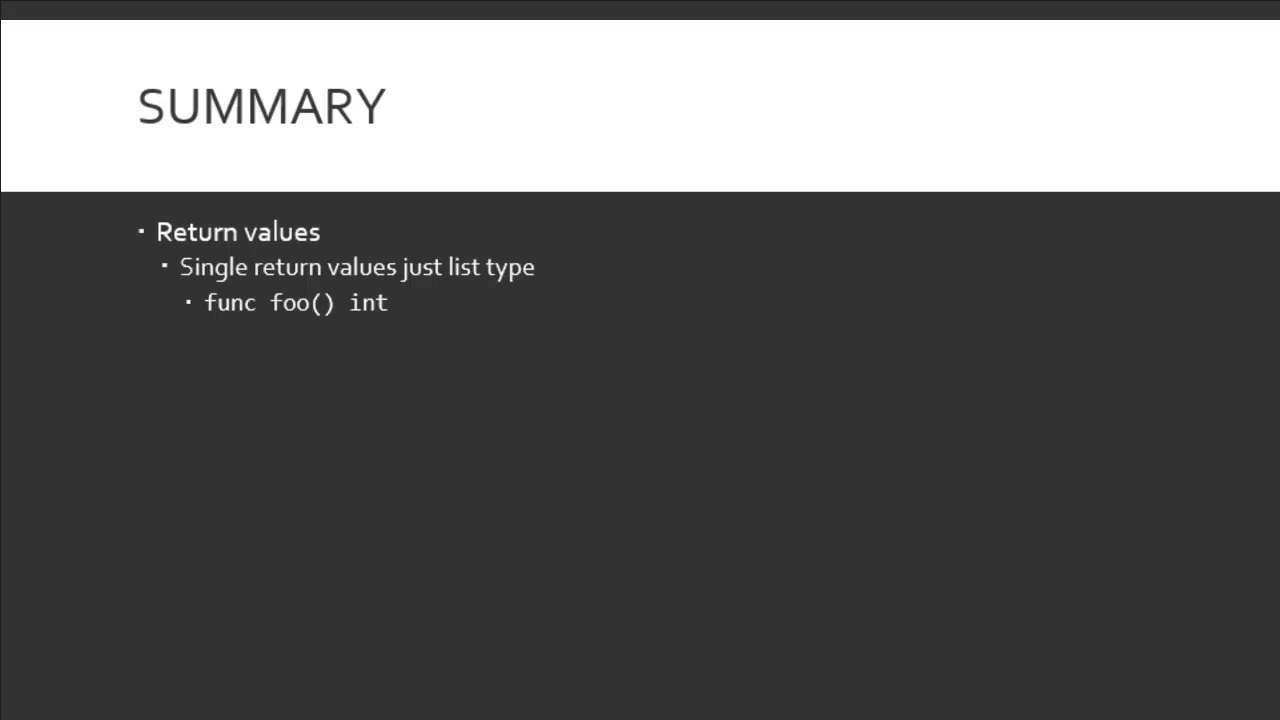 SUMMARY
Return values
Single return values just list type
func foo() int